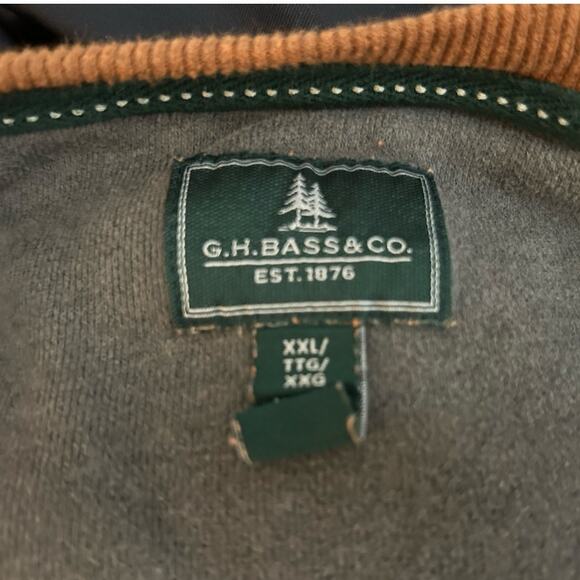 G.H.BASS&CO.
EST.1876
XXL/
TTG/
XXG